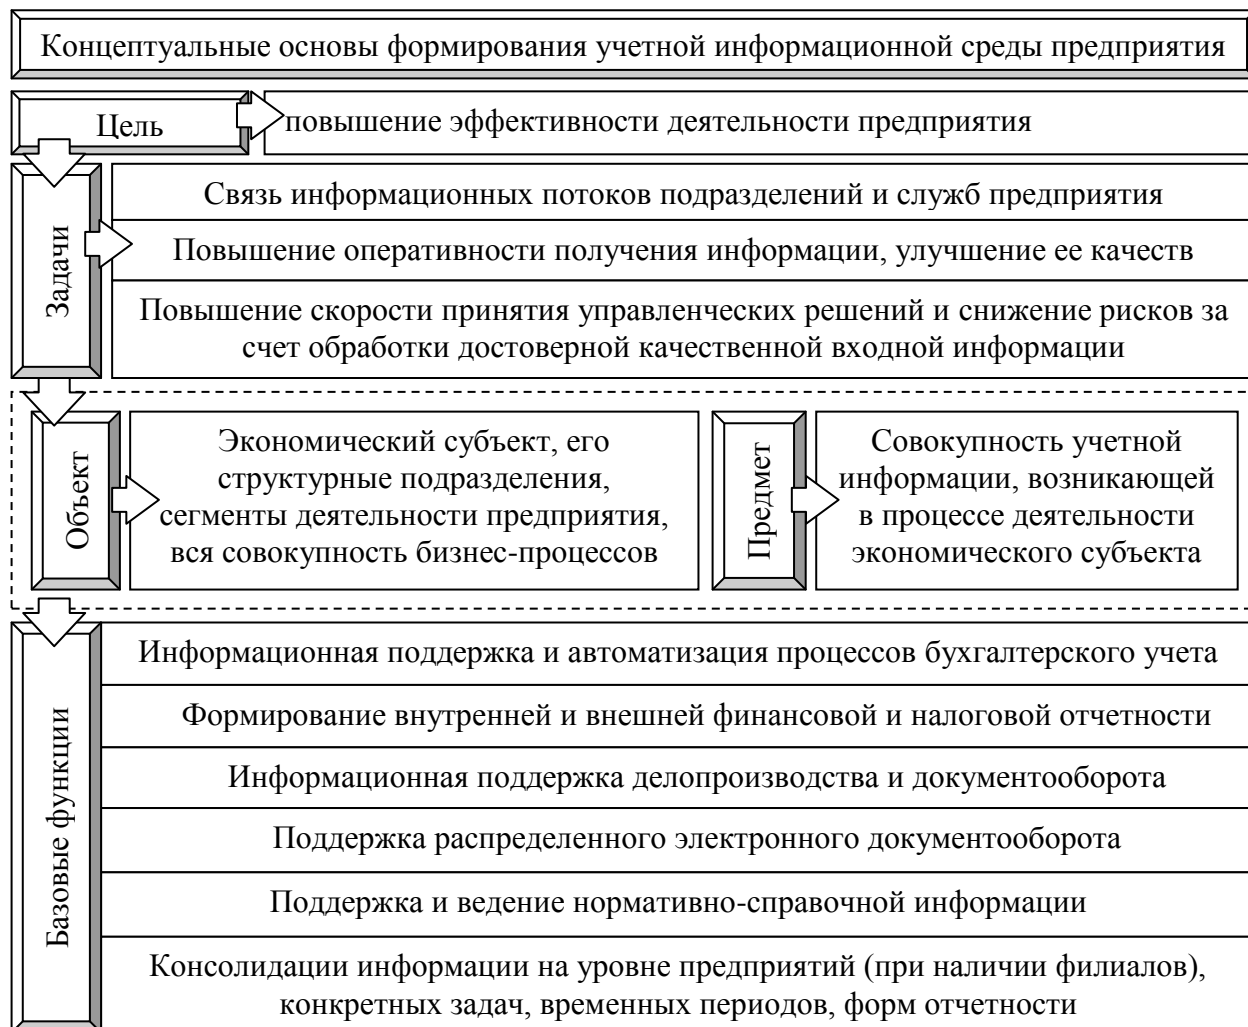 Концептуальные основы формирования учетной информационной среды предприятия
Цель
повышение эффективности деятельности предприятия
Задачи
Связь информационных потоков подразделений и служб предприятия
Повышение оперативности получения информации, улучшение ее качеств
Повышение скорости принятия управленческих решений и снижение рисков за
счет обработки достоверной качественной входной информации
Объект
Экономический субъект, его
структурные подразделения,
сегменты деятельности предприятия,
вся совокупность бизнес-процессов
Предмет
Совокупность учетной
информации, возникающей
в процессе деятельности
экономического субъекта
Базовые функции
Информационная поддержка и автоматизация процессов бухгалтерского учета
Формирование внутренней и внешней финансовой и налоговой отчетности
Информационная поддержка делопроизводства и документооборота
Поддержка распределенного электронного документооборота
Поддержка и ведение нормативно-справочной информации
Консолидации информации на уровне предприятий (при наличии филиалов),
конкретных задач, временных периодов, форм отчетности